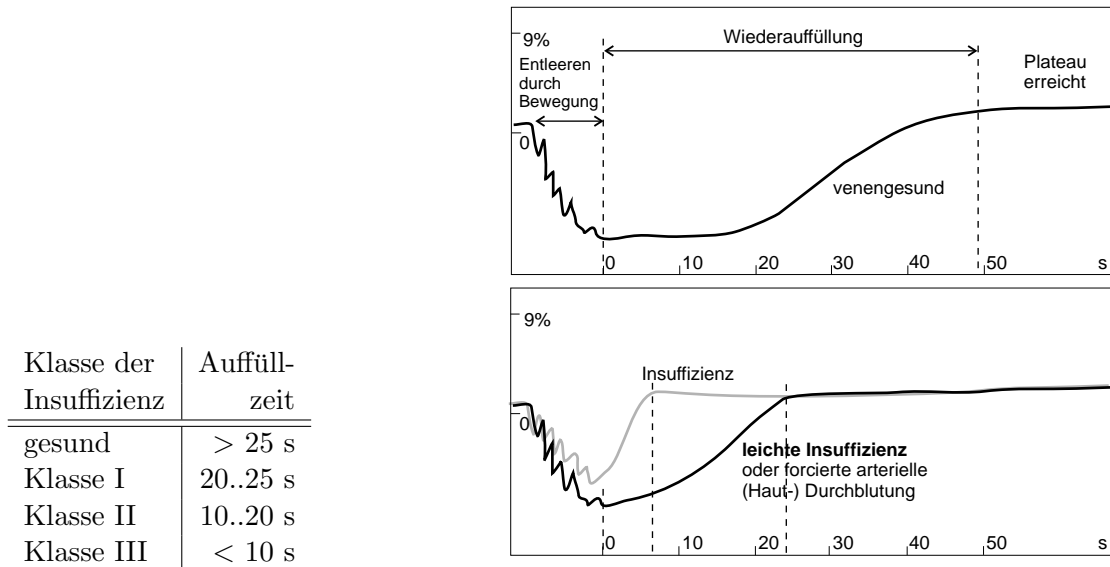 Klasse der Auffüll-
Insuffizienz zeit
gesund > 25 s
Klasse I 20..25 s
Klasse II 10..20 s
Klasse III < 10 s
9%
Wiederauffüllung
Entleeren
durch
Bewegung
Plateau
erreicht
0
venengesund
0 10 20 30 40 50 s
9%
Insuffizienz
0
leichte Insuffizienz
oder forcierte arterielle
(Haut-) Durchblutung
0 10 20 30 40 50 s